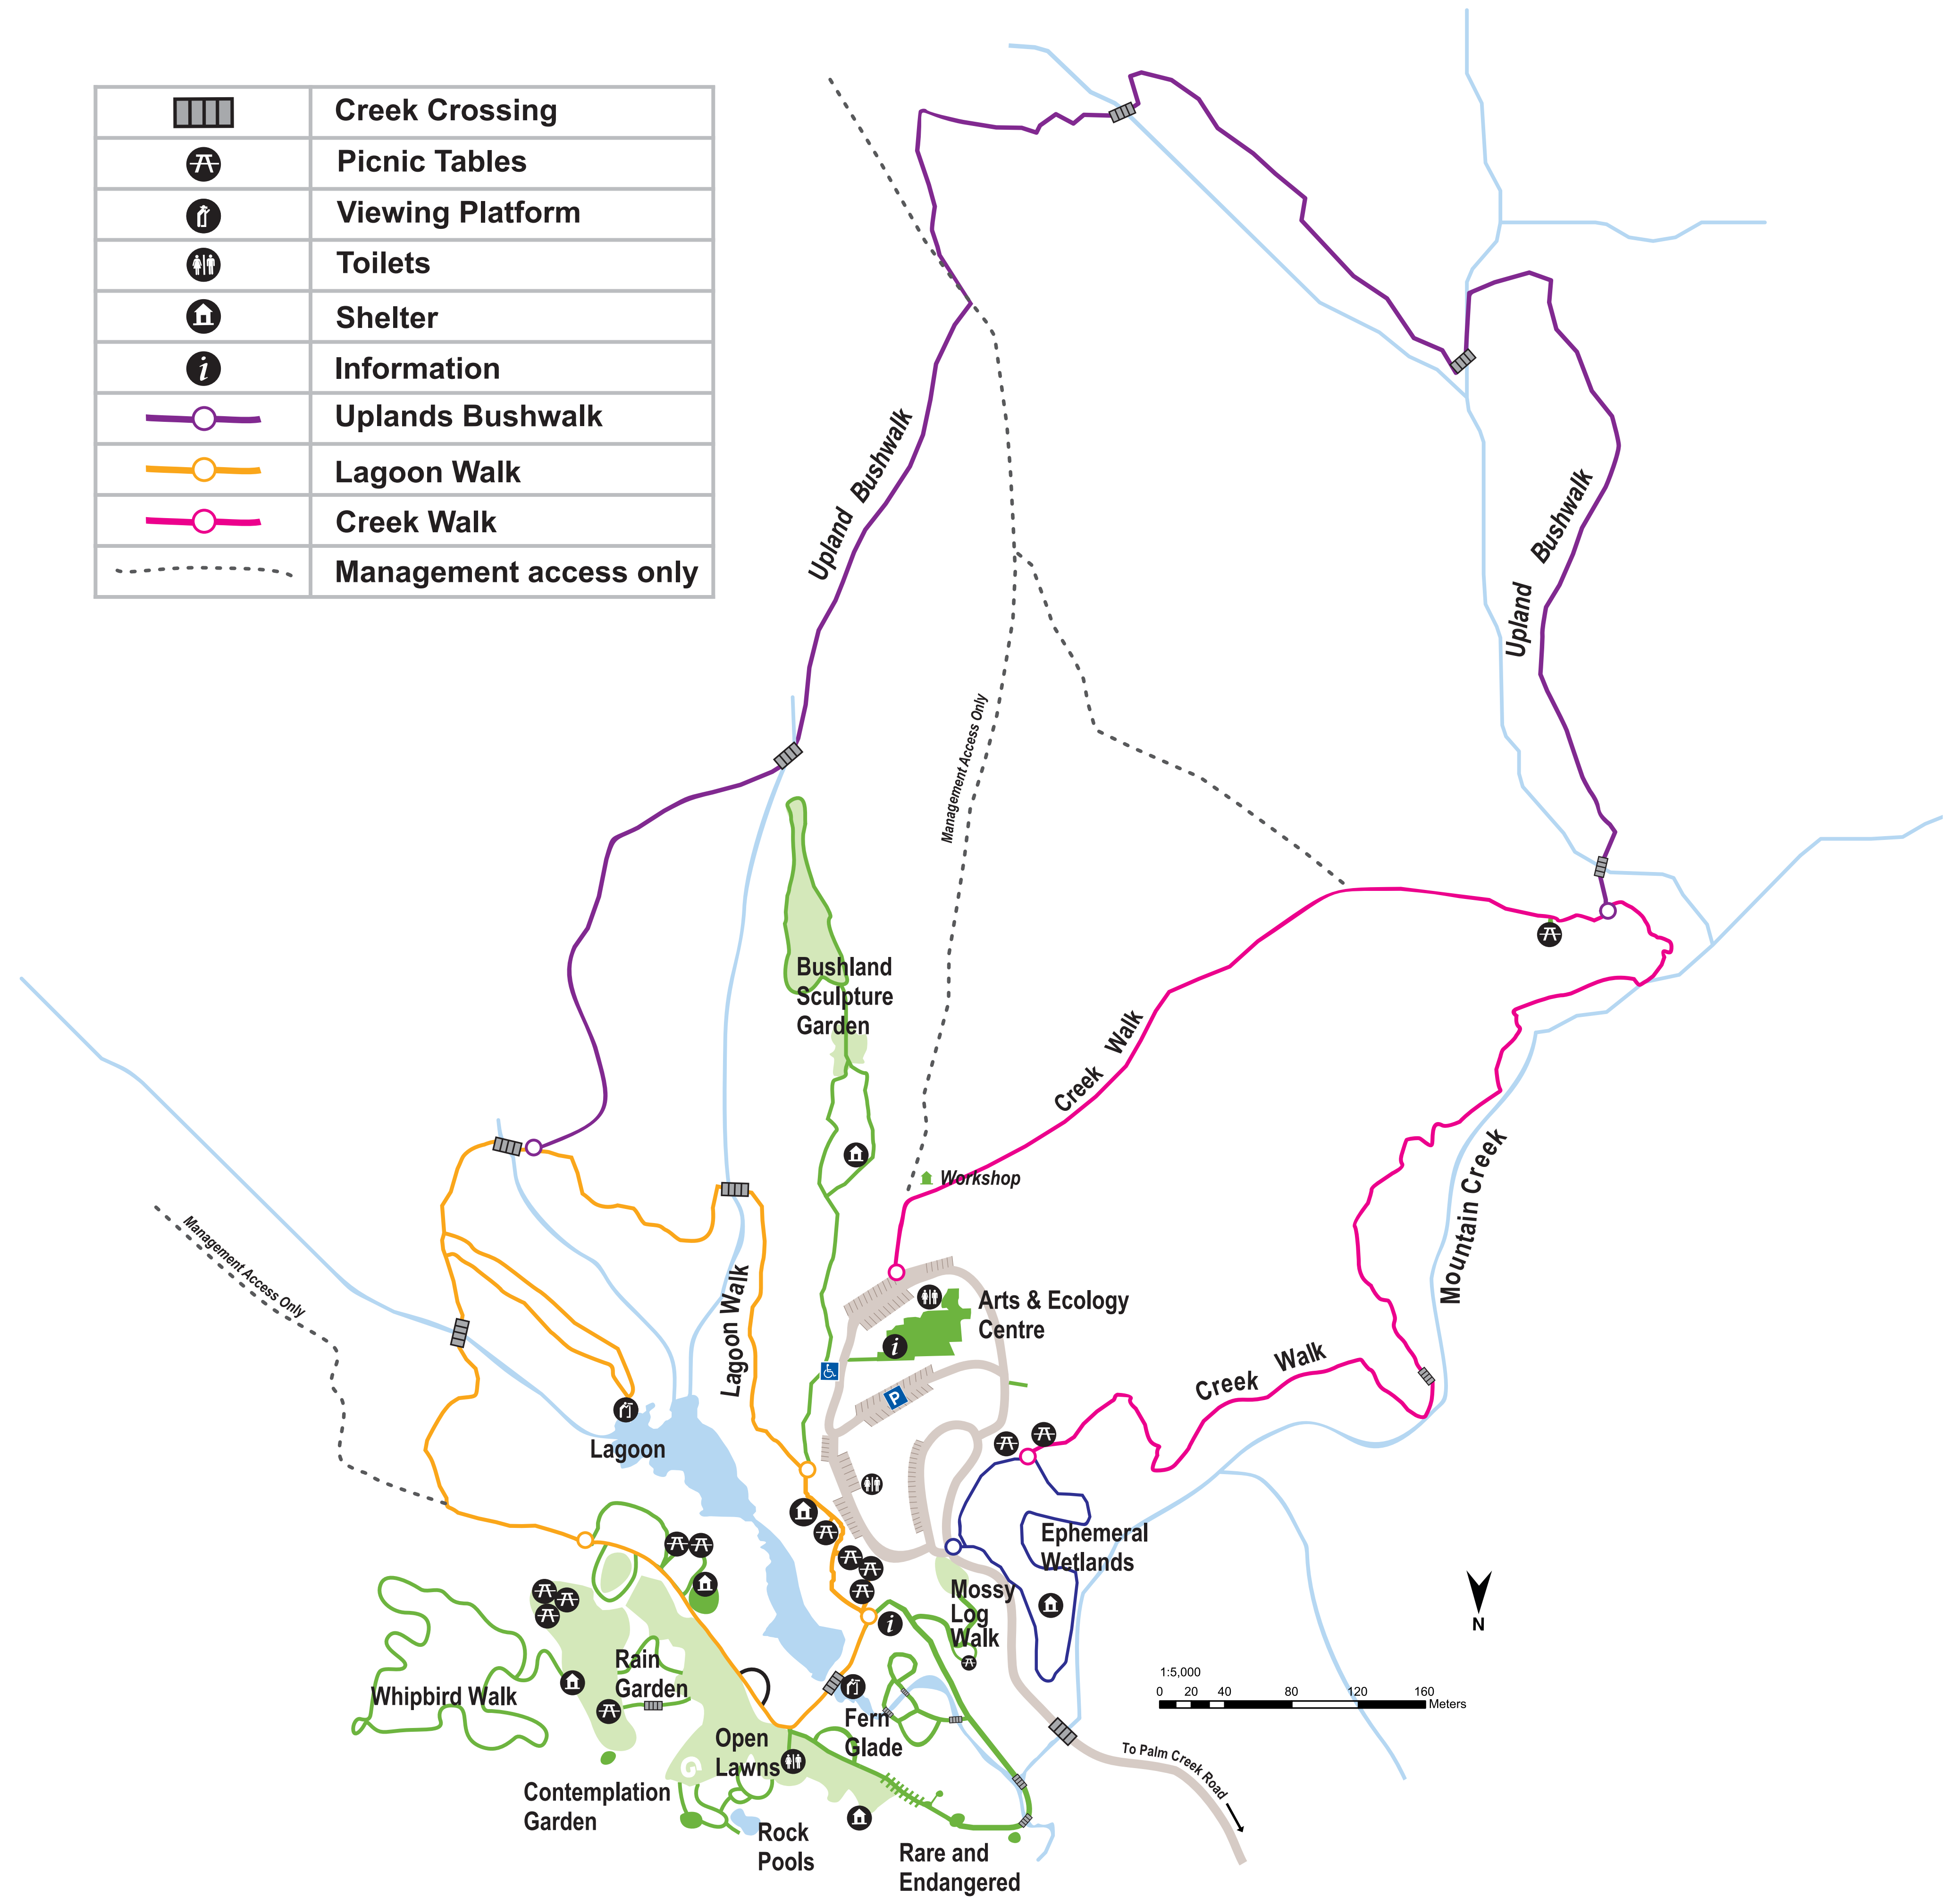 Creek Crossing
Picnic Tables
Viewing Platform
Toilets
Shelter
i
Information
Uplands Bushwalk
Lagoon Walk
Creek Walk
Management access only
Upland Bushwalk
Upland Bushwalk
Management Access Only
Bushland
Sculpture
Garden
Creek Walk
Workshop
Mountain Creek
Management Access Only
Lagoon Walk
Arts & Ecology
Centre
i
P
Creek Walk
Lagoon
Ephemeral
Wetlands
Mossy
Log
Walk
i
N
Rain
Garden
Whipbird Walk
1:5,000
0 20 40 80 120 160
Meters
Fern
Glade
Open
Lawns
G
To Palm Creek Road
Contemplation
Garden
Rock
Pools
Rare and
Endangered